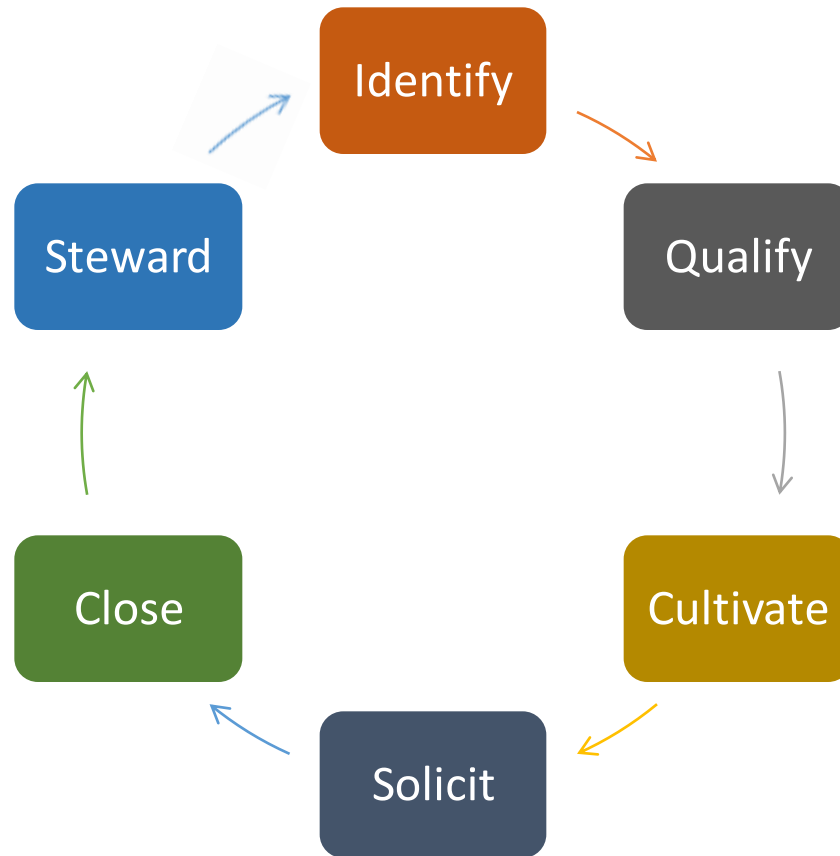 Identify
Qualify
Cultivate
Solicit
Close
Steward